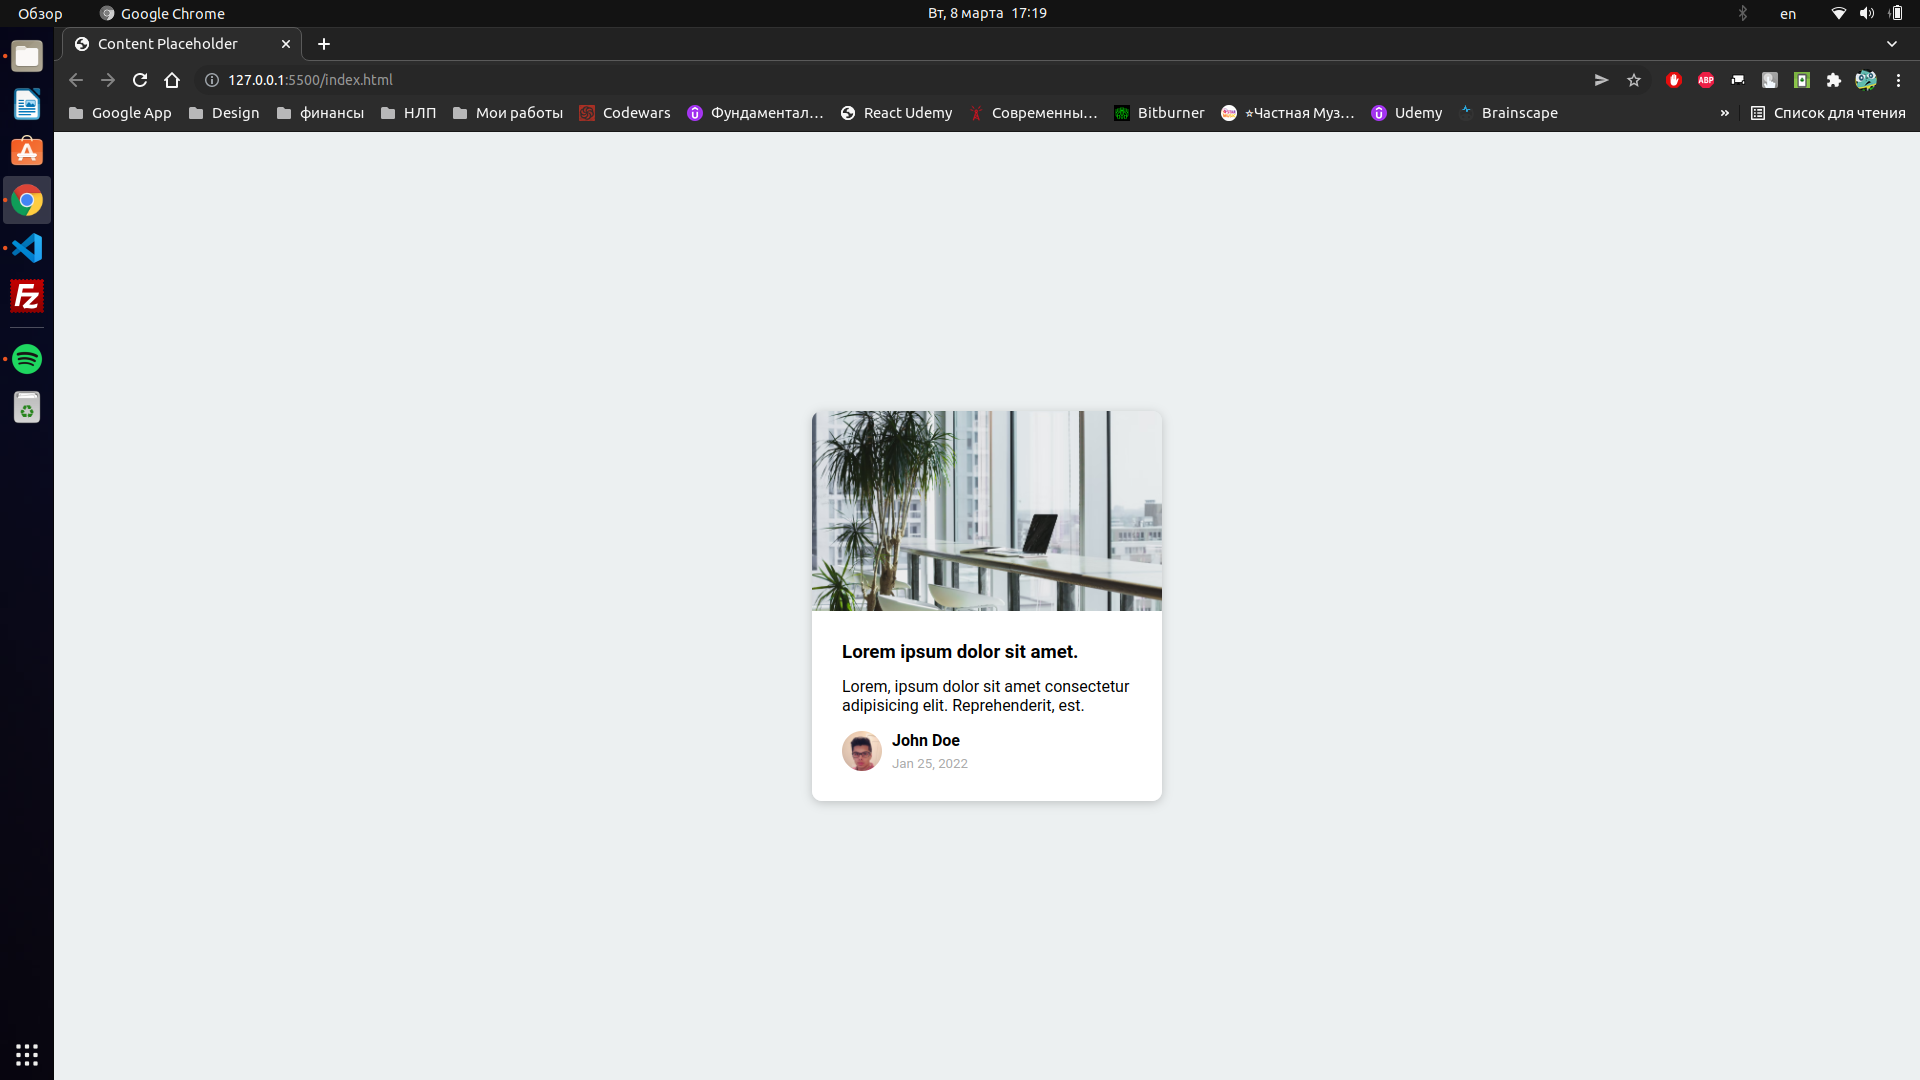 Обзор Google Chrome Вт, 8 марта 17:19 en
Content Placeholder
127.0.0.1:5500/index.html ABP
Google App Design финансы НЛП Мои работы Codewars Фундаментал... React Udemy Современны... Bitburner ⭐Частная Муз... Udemy Brainscape » Список для чтения
Fz
Lorem ipsum dolor sit amet.
Lorem, ipsum dolor sit amet consectetur
adipisicing elit. Reprehenderit, est.
John Doe
Jan 25, 2022